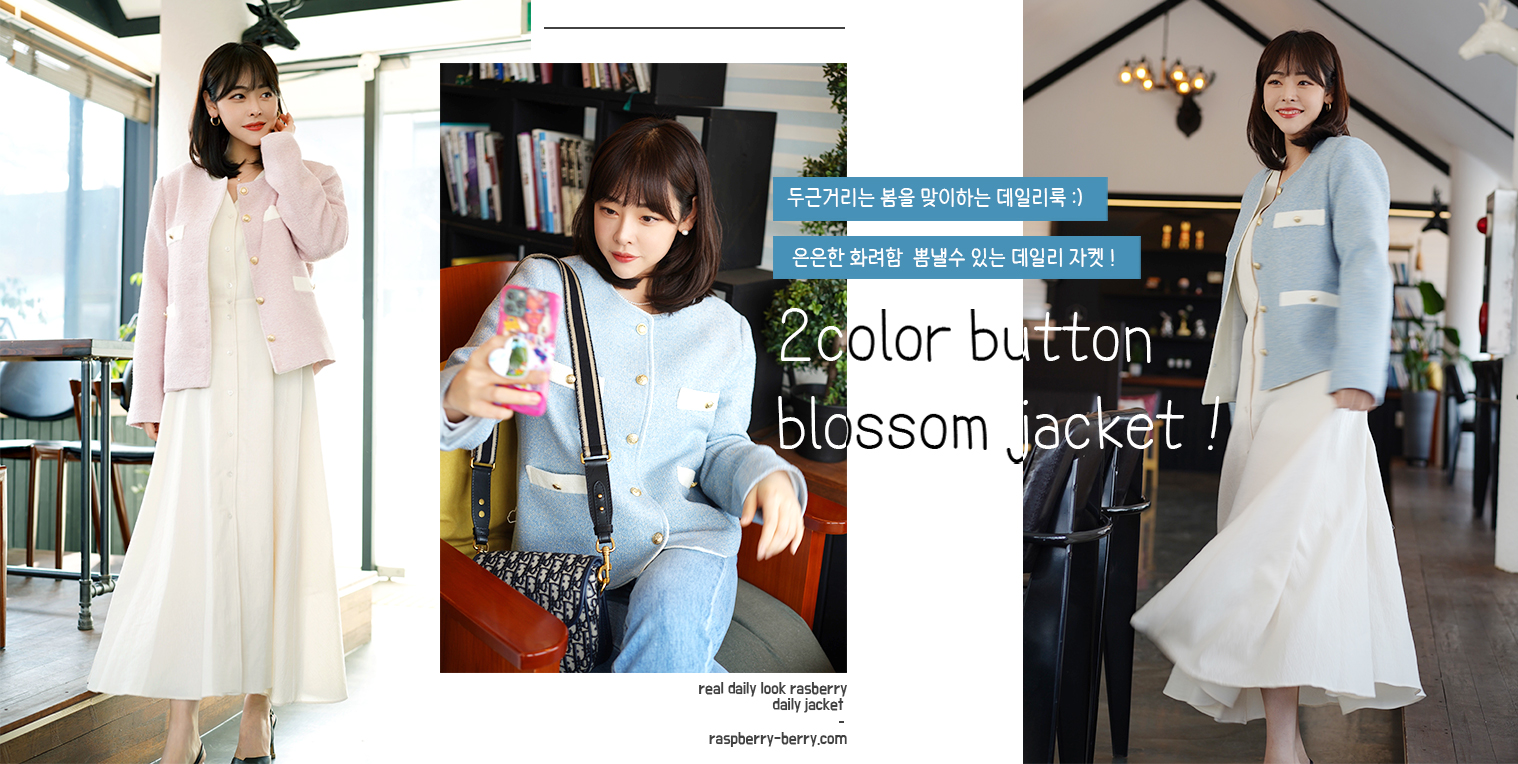 두근거리는 봄을 맞이하는 데일리룩 :)
은은한 화려함 뽐낼수 있는 데일리 자켓 !
2color button
blossom jacket !
real daily look rasberry
daily jacket
-
raspberry-berry.com